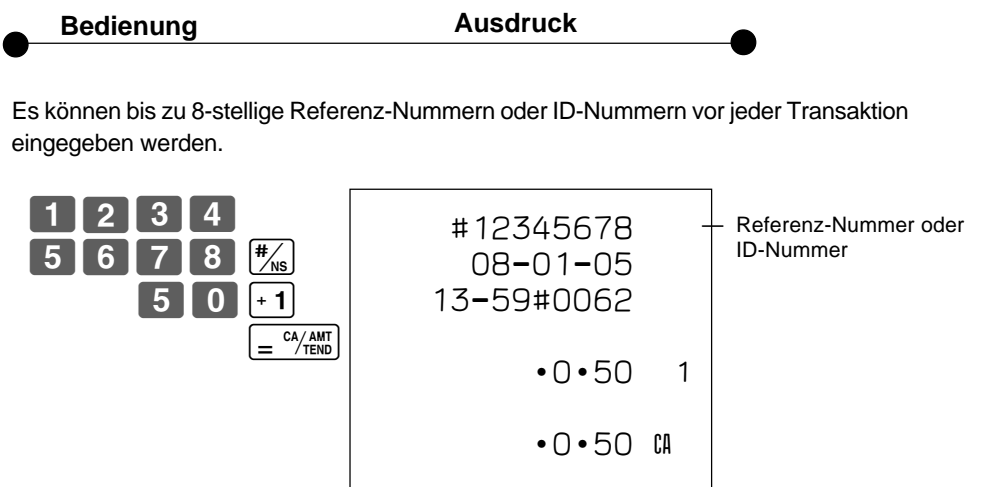 Bedienung Ausdruck
Es können bis zu 8-stellige Referenz-Nummern oder ID-Nummern vor jeder Transaktion
eingegeben werden.
1 2 3 4
5 6 7 8 #/NS
5 0 + 1
= CA/AMT/TEND
#12345678
08-01-05
13-59#0062
•0•50 1
•0•50 CA
Referenz-Nummer oder
ID-Nummer